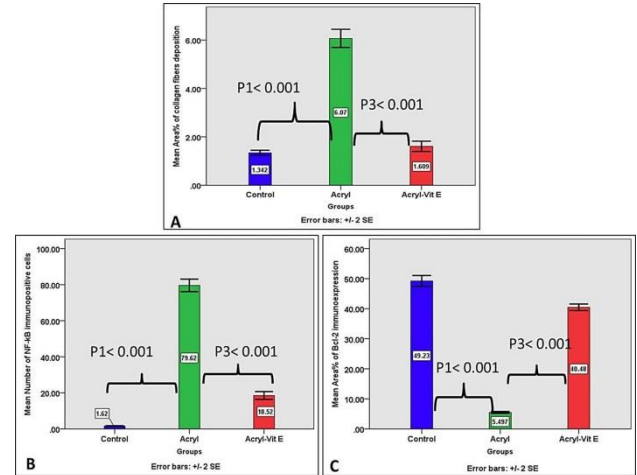 Mean Area% of collagen fibers deposition
6.00
4.00
2.00
.00
P1< 0.001
P3< 0.001
1.342
6.07
1.609
Control
Acryl
Acryl-Vit E
Groups
Error bars: +/- 2 SE
A
Mean Number of NF-kB immunopositive cells
100.00
80.00
60.00
40.00
20.00
.00
P1< 0.001
P3< 0.001
1.62
79.62
18.52
Control
Acryl
Acryl-Vit E
Groups
Error bars: +/- 2 SE
B
Mean Area% of Bcl-2 immunoexpression
60.00
50.00
40.00
30.00
20.00
10.00
.00
P1< 0.001
P3< 0.001
49.23
5.497
40.48
Control
Acryl
Acryl-Vit E
Groups
Error bars: +/- 2 SE
C